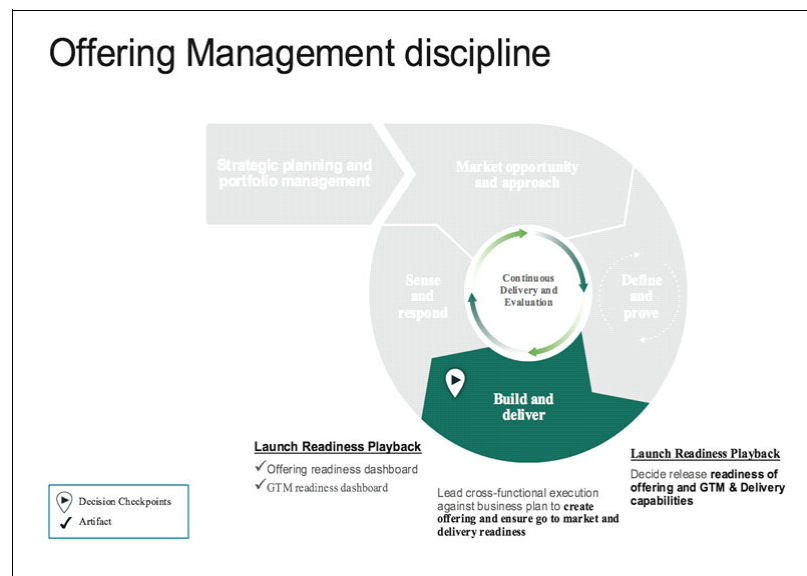 Offering Management discipline
Strategic planning and
portfolio management
Market opportunity
and approach
Sense
and
respond
Continuous
Delivery and
Evaluation
Define
and
prove
Build and
deliver
Launch Readiness Playback
✓Offering readiness dashboard
✓GTM readiness dashboard
Lead cross-functional execution
against business plan to create
offering and ensure go to market and
delivery readiness
Launch Readiness Playback
Decide release readiness of
offering and GTM & Delivery
capabilities
Decision Checkpoints
✓ Artifact